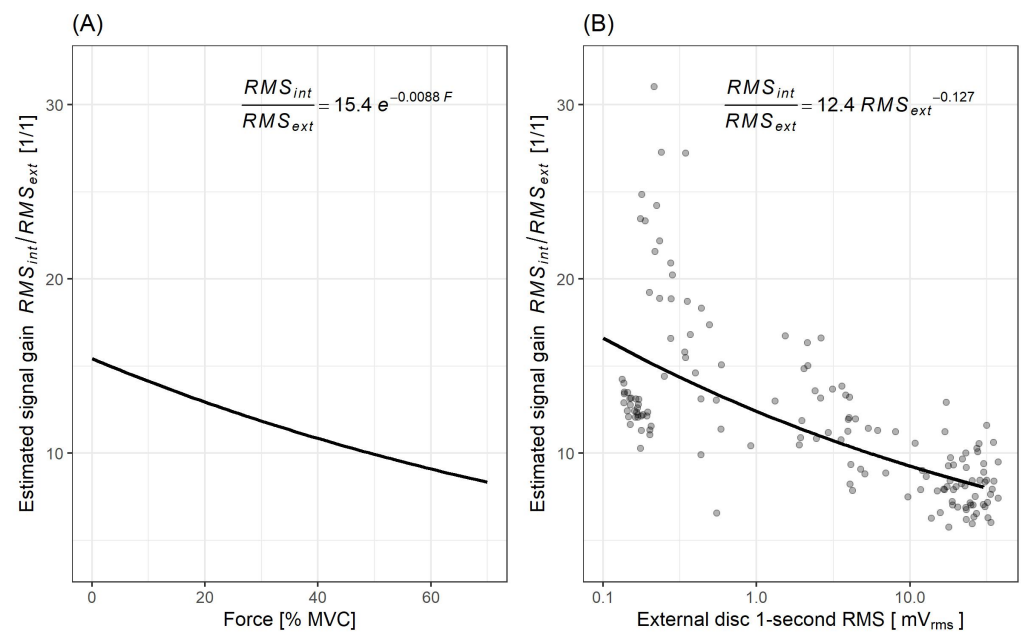 (A)
RMS_int / RMS_ext = 15.4 e^−0.0088 F
Estimated signal gain RMS_int/RMS_ext [1/1]
30
20
10
0 20 40 60
Force [% MVC]
(B)
RMS_int / RMS_ext = 12.4 RMS_ext^−0.127
Estimated signal gain RMS_int/RMS_ext [1/1]
30
20
10
0.1 1.0 10.0
External disc 1-second RMS [ mV_rms ]